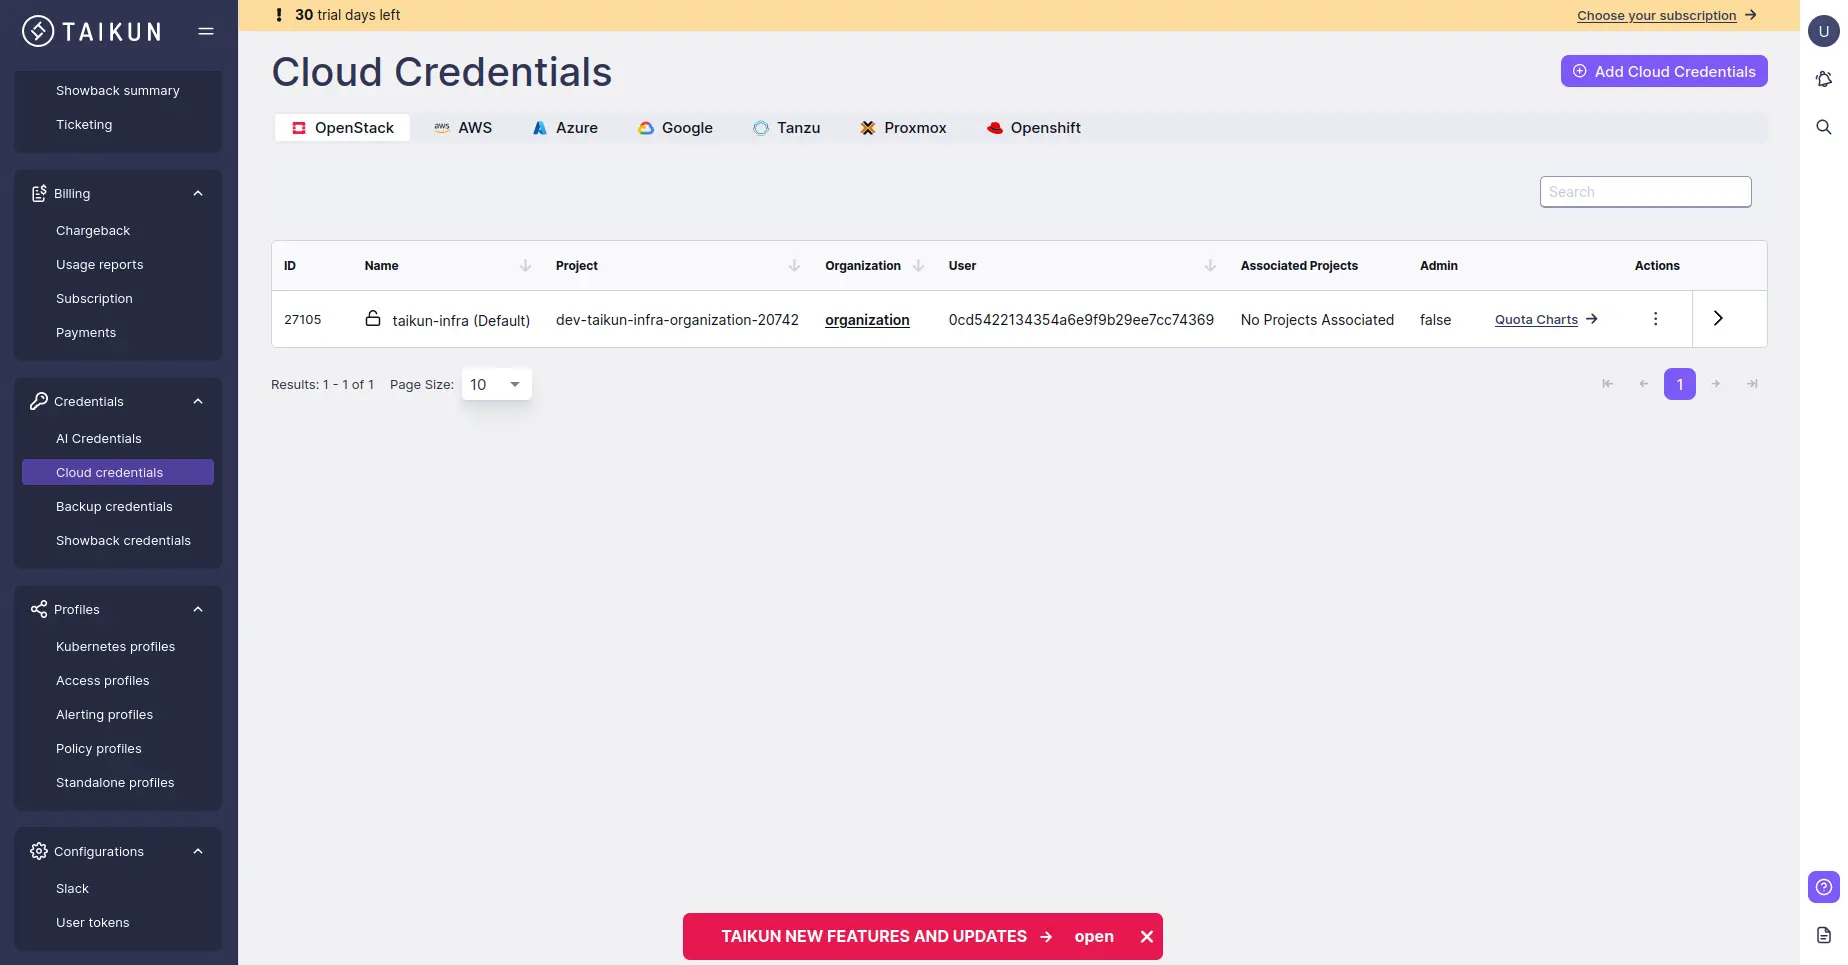 TAIKUN
Showback summary
Ticketing
Billing
Chargeback
Usage reports
Subscription
Payments
Credentials
AI Credentials
Cloud credentials
Backup credentials
Showback credentials
Profiles
Kubernetes profiles
Access profiles
Alerting profiles
Policy profiles
Standalone profiles
Configurations
Slack
User tokens
30 trial days left
Choose your subscription
U
Cloud Credentials
Add Cloud Credentials
OpenStack aws AWS Azure Google Tanzu Proxmox Openshift
Search
ID Name Project Organization User Associated Projects Admin Actions
27105 taikun-infra (Default) dev-taikun-infra-organization-20742 organization 0cd5422134354a6e9f9b29ee7cc74369 No Projects Associated false Quota Charts
Results: 1 - 1 of 1 Page Size: 10 1
TAIKUN NEW FEATURES AND UPDATES → open